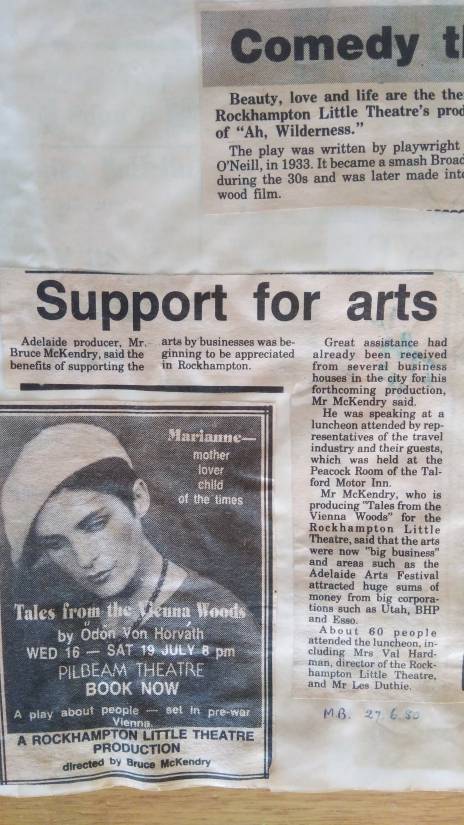 Comedy t
Beauty, love and life are the the
Rockhampton Little Theatre's prod
of "Ah, Wilderness."
The play was written by playwright
O'Neill, in 1933. It became a smash Broad
during the 30s and was later made into
wood film.
Support for arts
Adelaide producer, Mr.
Bruce McKendry, said the
benefits of supporting the
arts by businesses was be-
ginning to be appreciated
in Rockhampton.
Great assistance had
already been received
from several business
houses in the city for his
forthcoming production,
Mr McKendry said.
He was speaking at a
luncheon attended by rep-
resentatives of the travel
industry and their guests,
which was held at the
Peacock Room of the Tal-
ford Motor Inn.
Mr McKendry, who is
producing "Tales from the
Vienna Woods" for the
Rockhampton Little
Theatre, said that the arts
were now "big business"
and areas such as the
Adelaide Arts Festival
attracted huge sums of
money from big corpora-
tions such as Utah, BHP
and Esso.
About 60 people
attended the luncheon, in-
cluding Mrs Val Hard-
man, director of the Rock-
hampton Little Theatre,
and Mr Les Duthie.
M.B. 27.6.80
Marianne—
mother
lover
child
of the times
Tales from the Vienna Woods
by Odon Von Horváth
WED 16 — SAT 19 JULY 8 pm
PILBEAM THEATRE
BOOK NOW
A play about people — set in pre-war
Vienna.
A ROCKHAMPTON LITTLE THEATRE
PRODUCTION
directed by Bruce McKendry